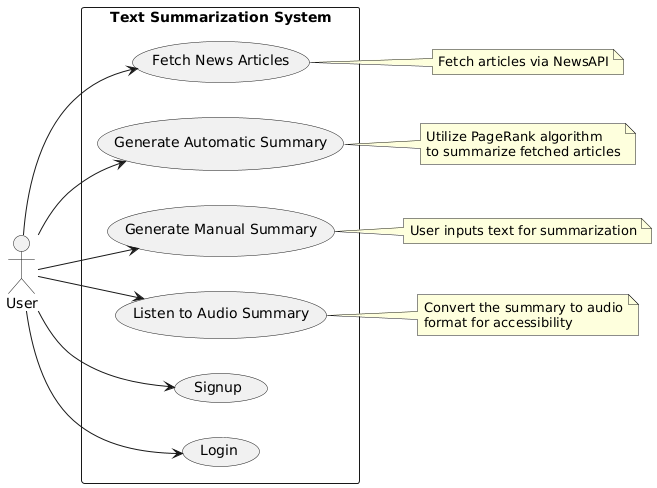 Text Summarization System
Fetch News Articles
Fetch articles via NewsAPI
Generate Automatic Summary
Utilize PageRank algorithm
to summarize fetched articles
Generate Manual Summary
User inputs text for summarization
User
Listen to Audio Summary
Convert the summary to audio
format for accessibility
Signup
Login